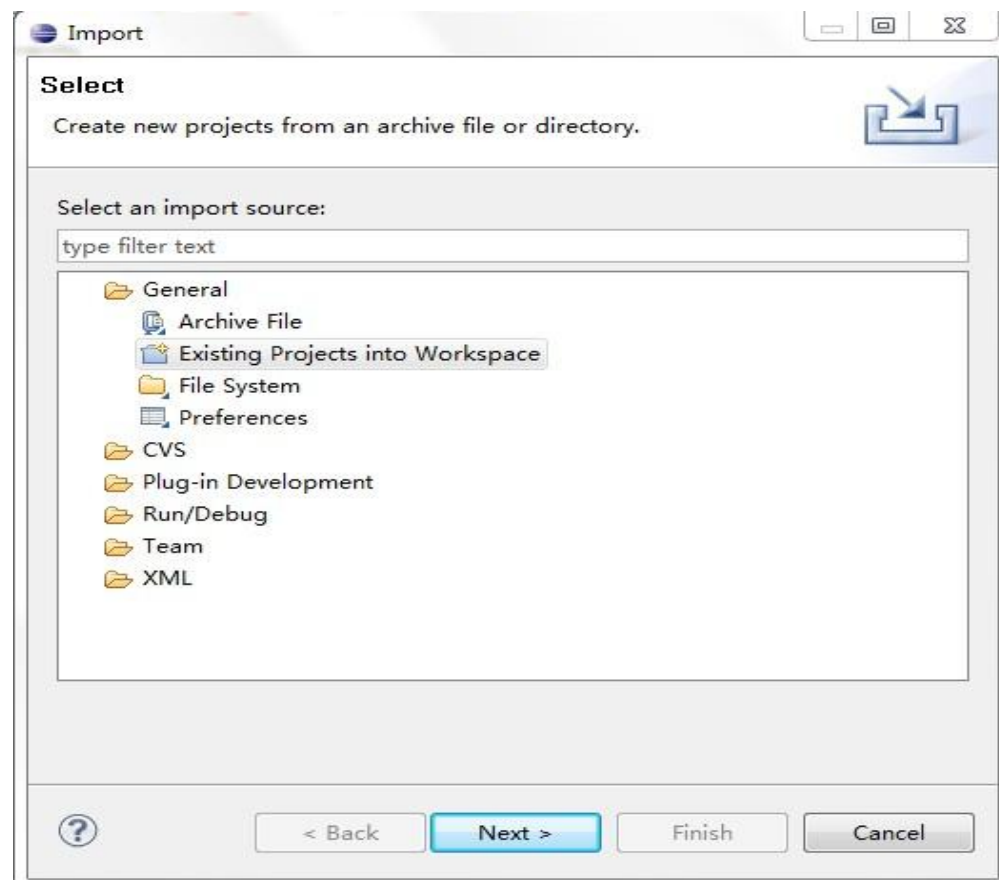 Import
Select
Create new projects from an archive file or directory.
Select an import source:
type filter text
General
Archive File
Existing Projects into Workspace
File System
Preferences
CVS
Plug-in Development
Run/Debug
Team
XML
?
< Back
Next >
Finish
Cancel